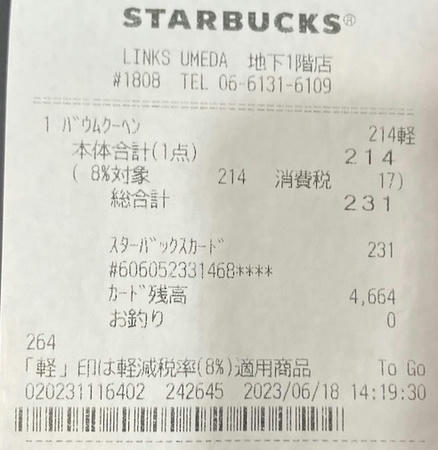 STARBUCKS®
LINKS UMEDA 地下1階店
#1808 TEL 06-6131-6109
1 ﾊﾞｳﾑｸｰﾍﾝ 214軽
本体合計(1点) 214
( 8%対象 214 消費税 17)
総合計 231
ｽﾀｰﾊﾞｯｸｽｶｰﾄﾞ 231
#606052331468****
ｶｰﾄﾞ残高 4,664
お釣り 0
264
「軽」印は軽減税率(8%)適用商品 To Go
020231116402 242645 2023/06/18 14:19:30